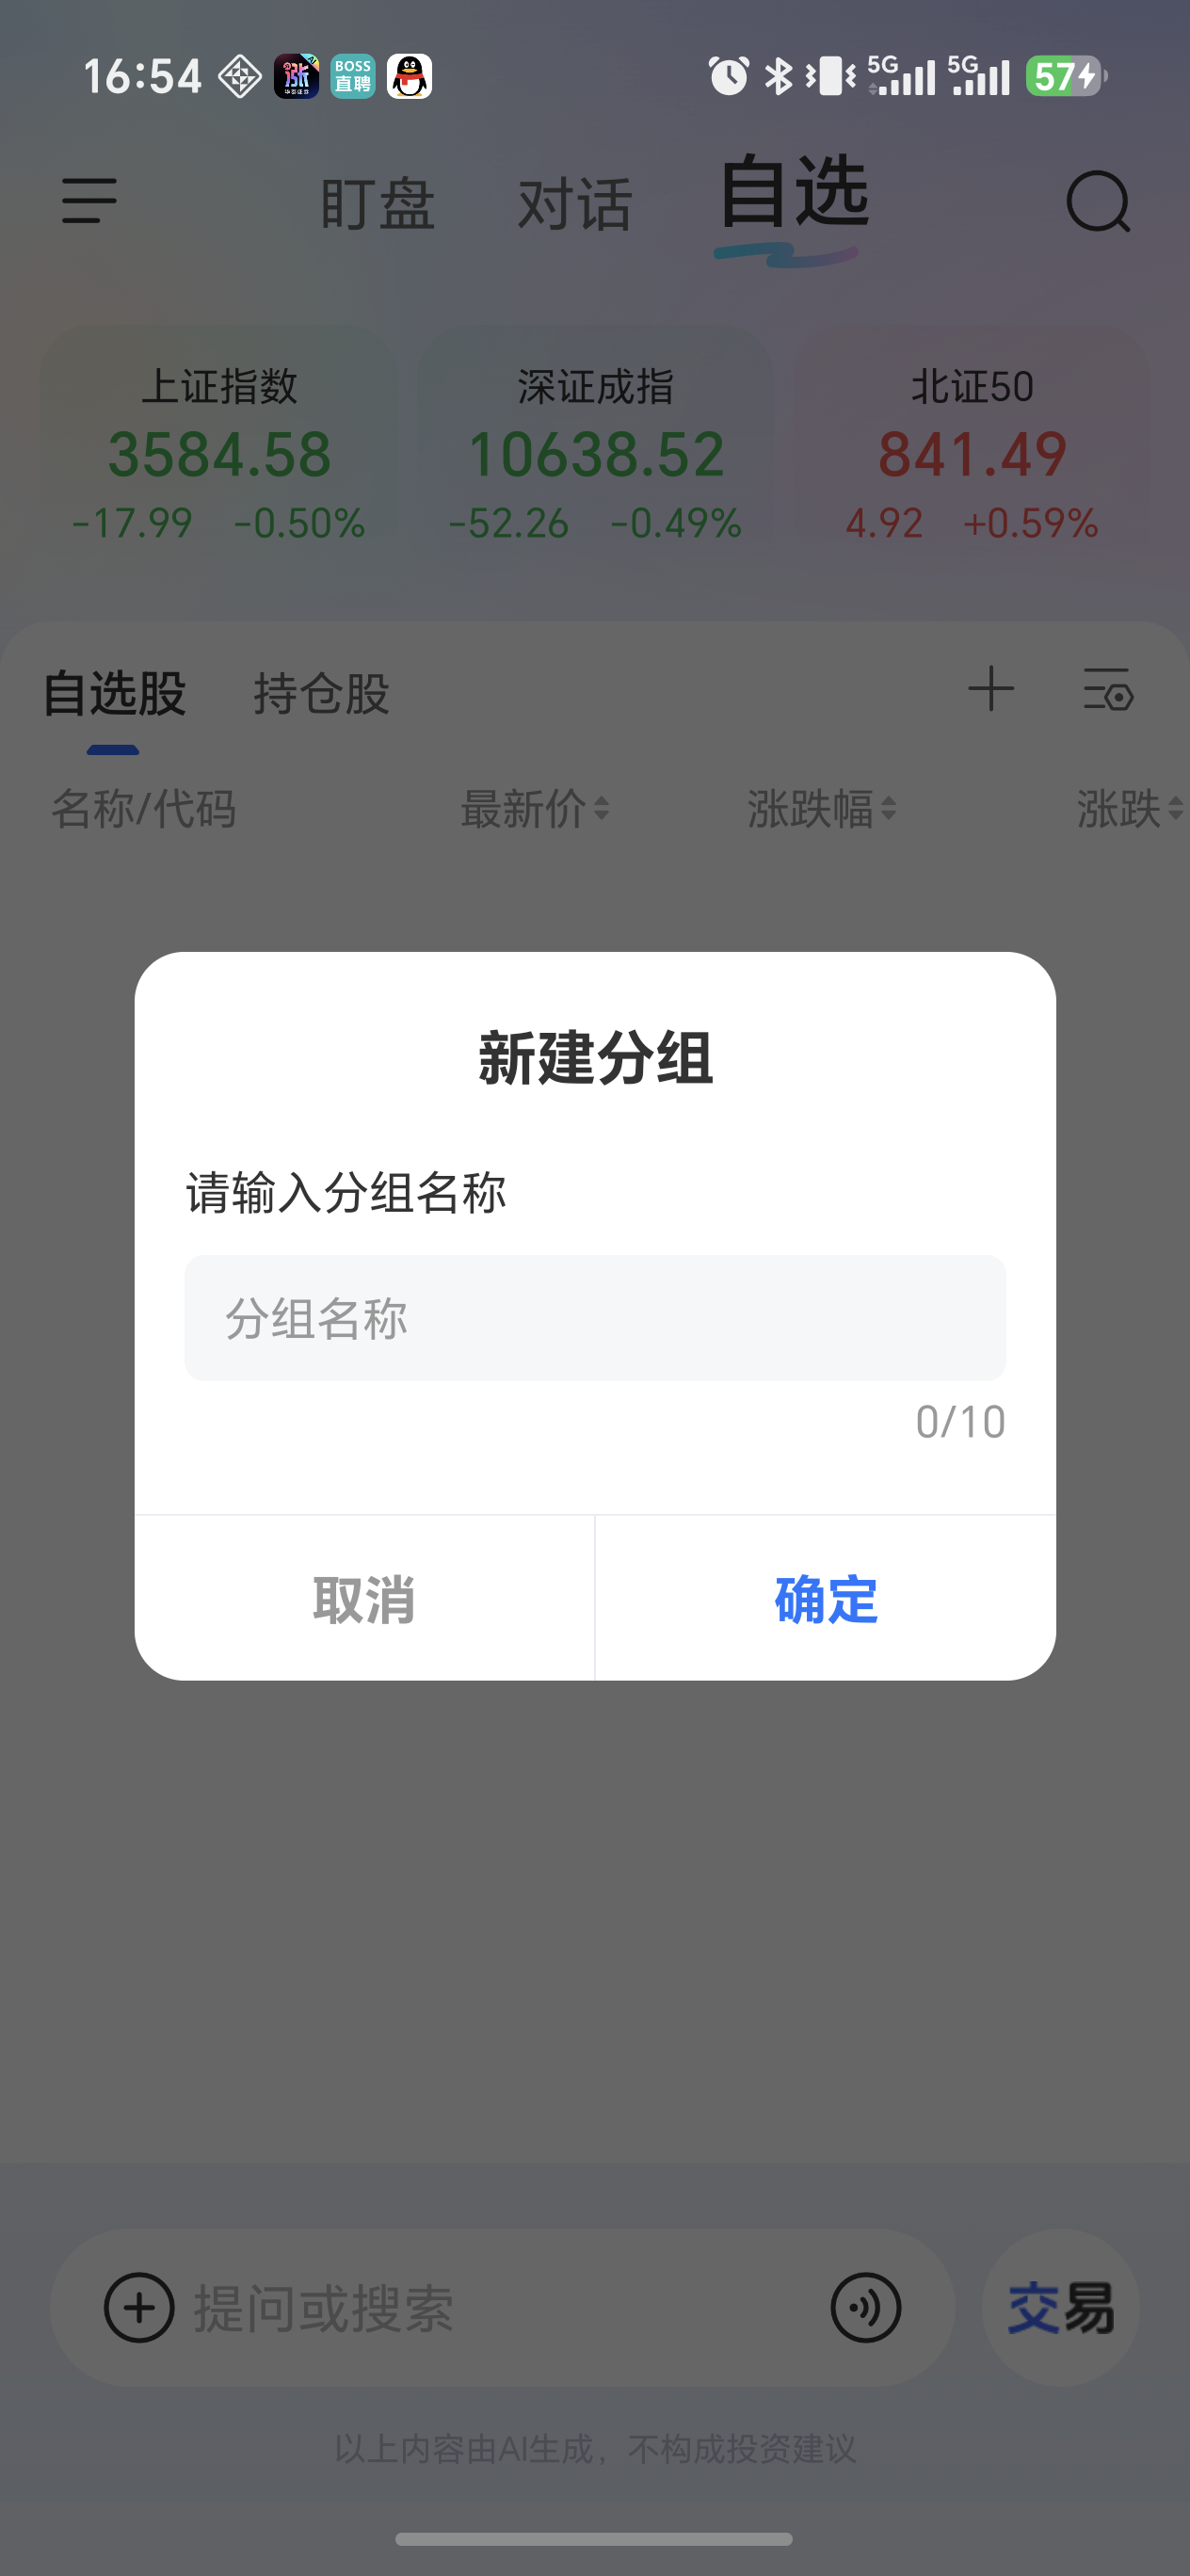 16:54 涨 BOSS直聘 5G 5G 57
盯盘 对话 自选
上证指数 深证成指 北证50
3584.58 10638.52 841.49
-17.99 -0.50% -52.26 -0.49% 4.92 +0.59%
自选股 持仓股
名称/代码 最新价 涨跌幅 涨跌
新建分组
请输入分组名称
分组名称
0/10
取消 确定
提问或搜索 交易
以上内容由AI生成，不构成投资建议